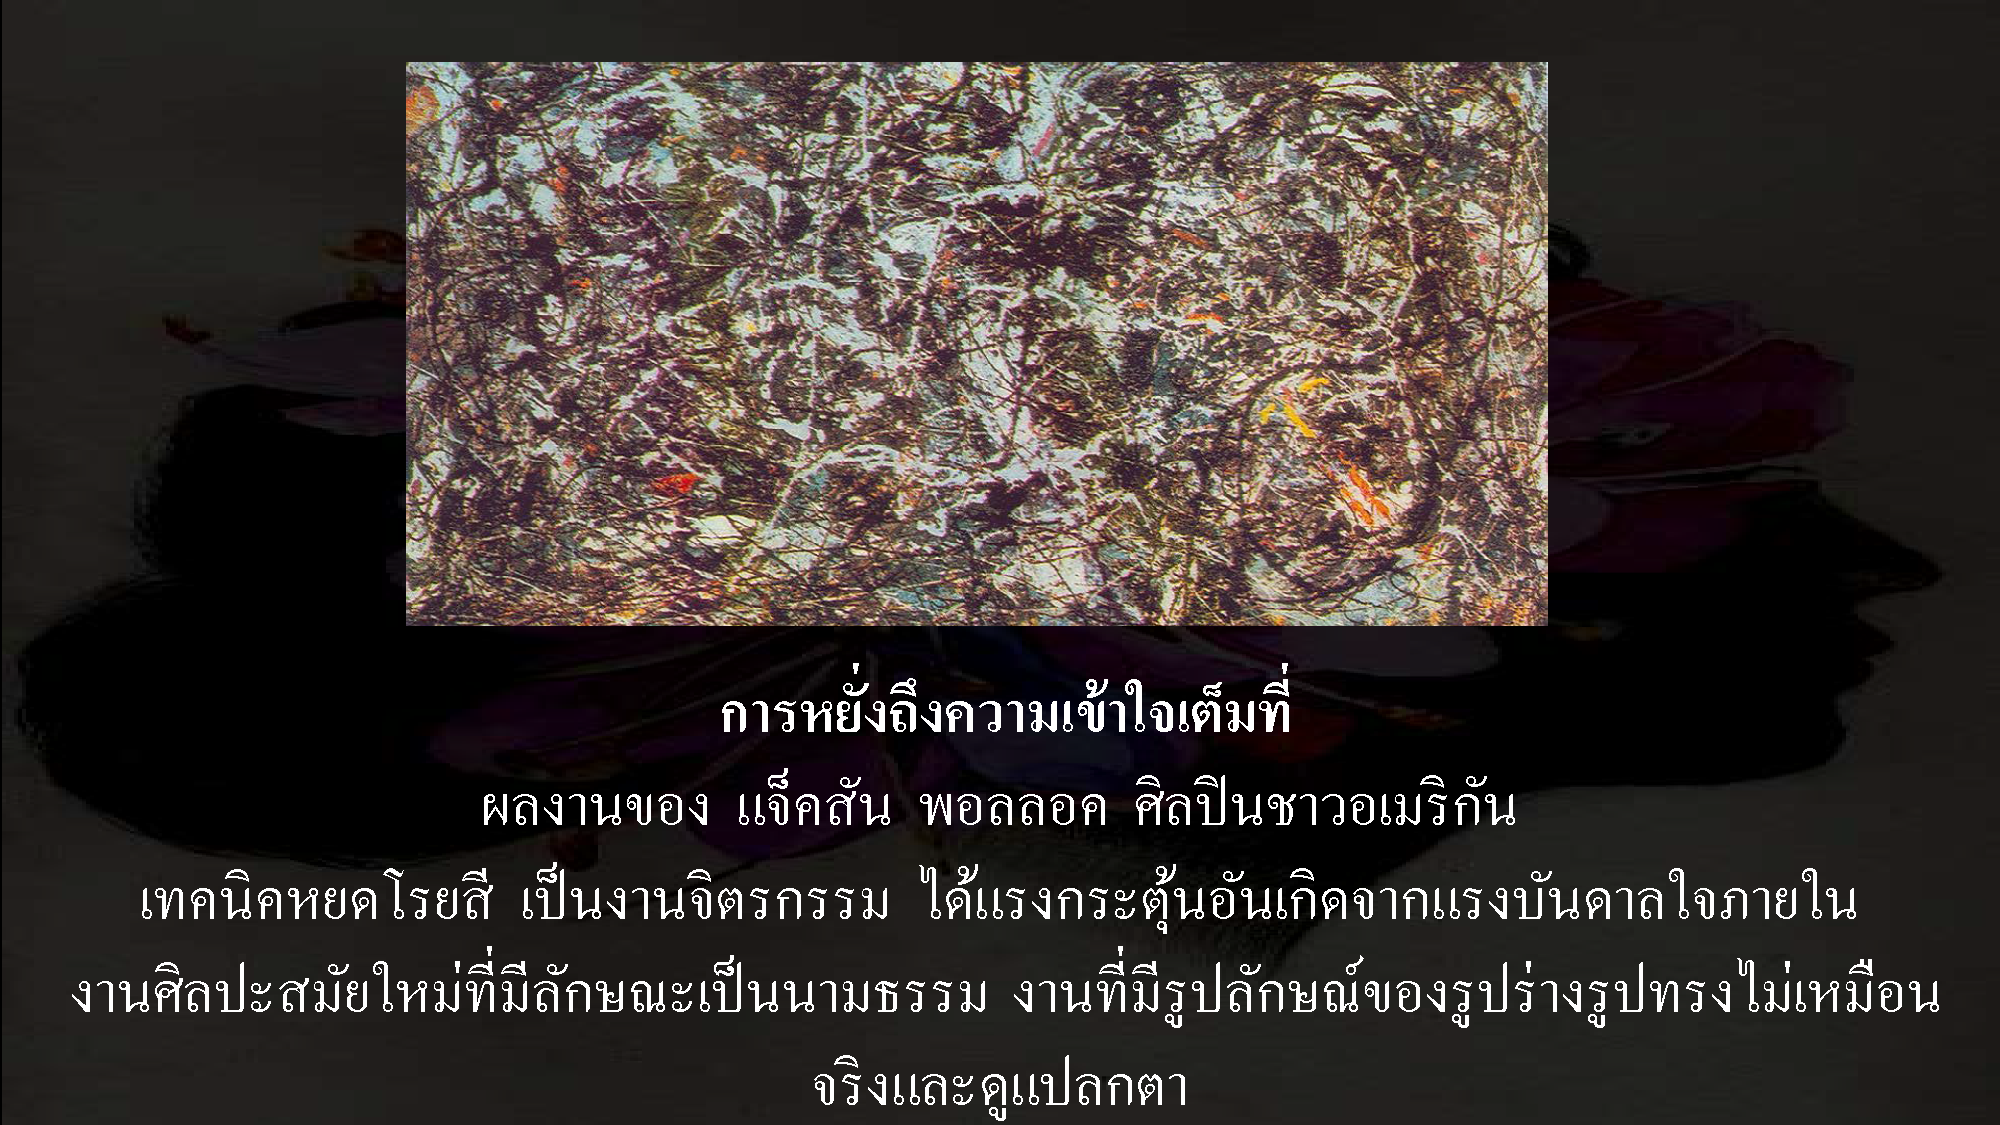 การหยั่งถึงความเข้าใจเต็มที่
ผลงานของ แจ็คสัน พอลลอค ศิลปินชาวอเมริกัน
เทคนิคหยดโรยสี เป็นงานจิตรกรรม ได้แรงกระตุ้นอันเกิดจากแรงบันดาลใจภายใน
งานศิลปะสมัยใหม่ที่มีลักษณะเป็นนามธรรม งานที่มีรูปลักษณ์ของรูปร่างรูปทรงไม่เหมือน
จริงและดูแปลกตา